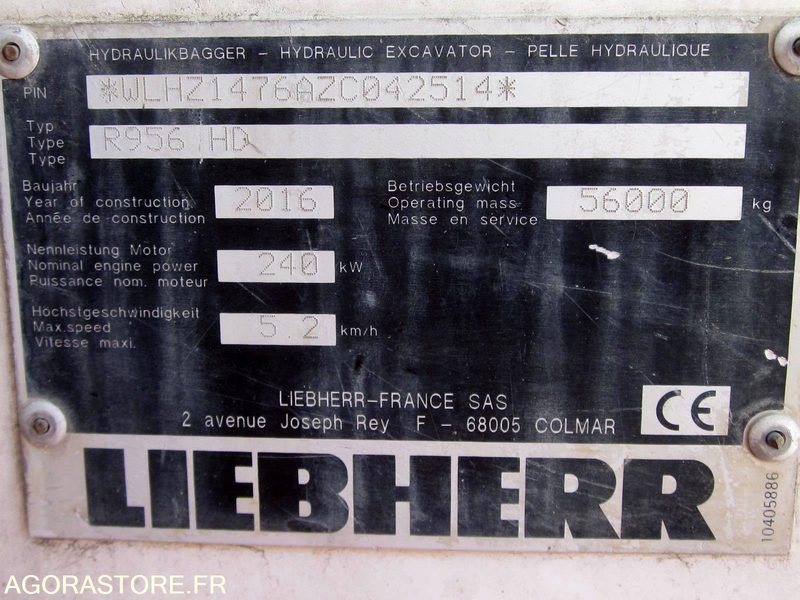 HYDRAULIKBAGGER – HYDRAULIC EXCAVATOR – PELLE HYDRAULIQUE
PIN *WLHZ1476AZC042514*
Typ
Type R956 HD
Type
Baujahr
Year of construction 2016
Année de construction
Betriebsgewicht
Operating mass 56000 kg
Masse en service
Nennleistung Motor
Nominal engine power 240 kW
Puissance nom. moteur
Höchstgeschwindigkeit
Max.speed 5.2 km/h
Vitesse maxi.
LIEBHERR–FRANCE SAS
2 avenue Joseph Rey F – 68005 COLMAR
CE
LIEBHERR
10405886
AGORASTORE.FR